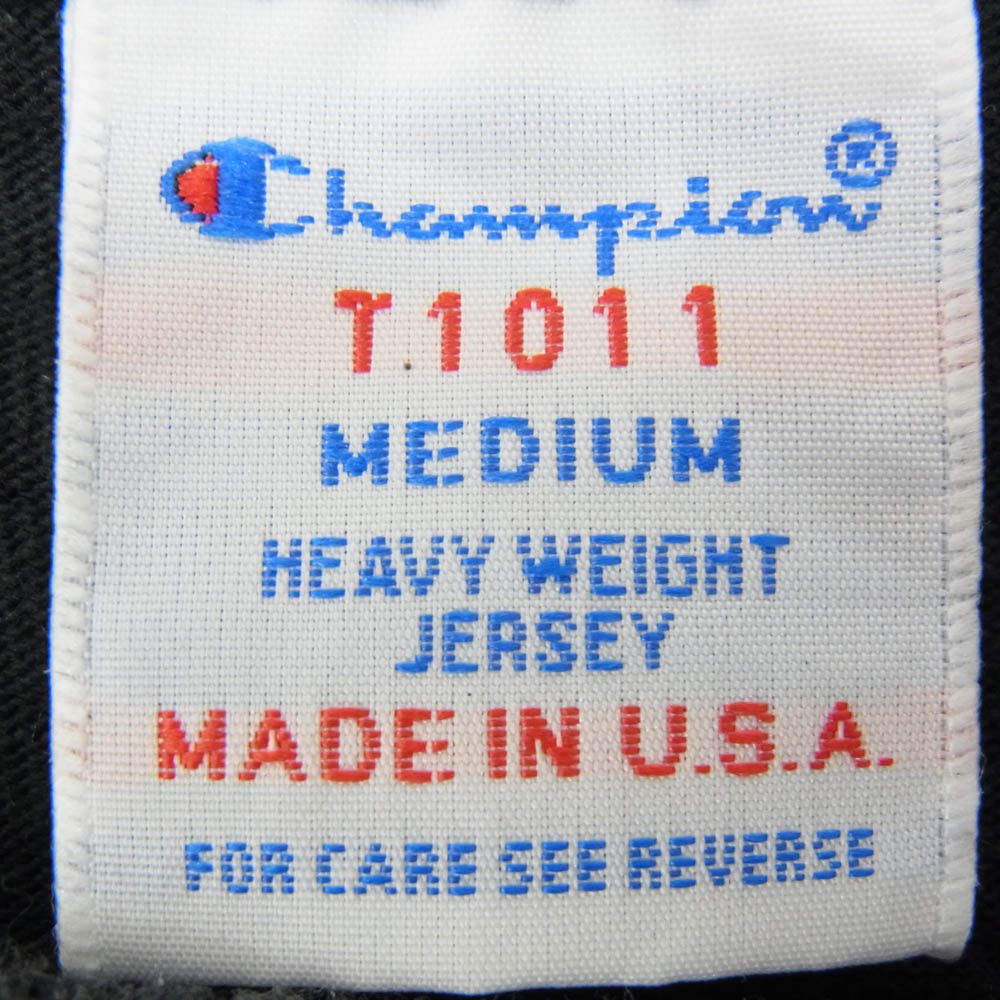 Champion®
T1011
MEDIUM
HEAVY WEIGHT
JERSEY
MADE IN U.S.A.
FOR CARE SEE REVERSE